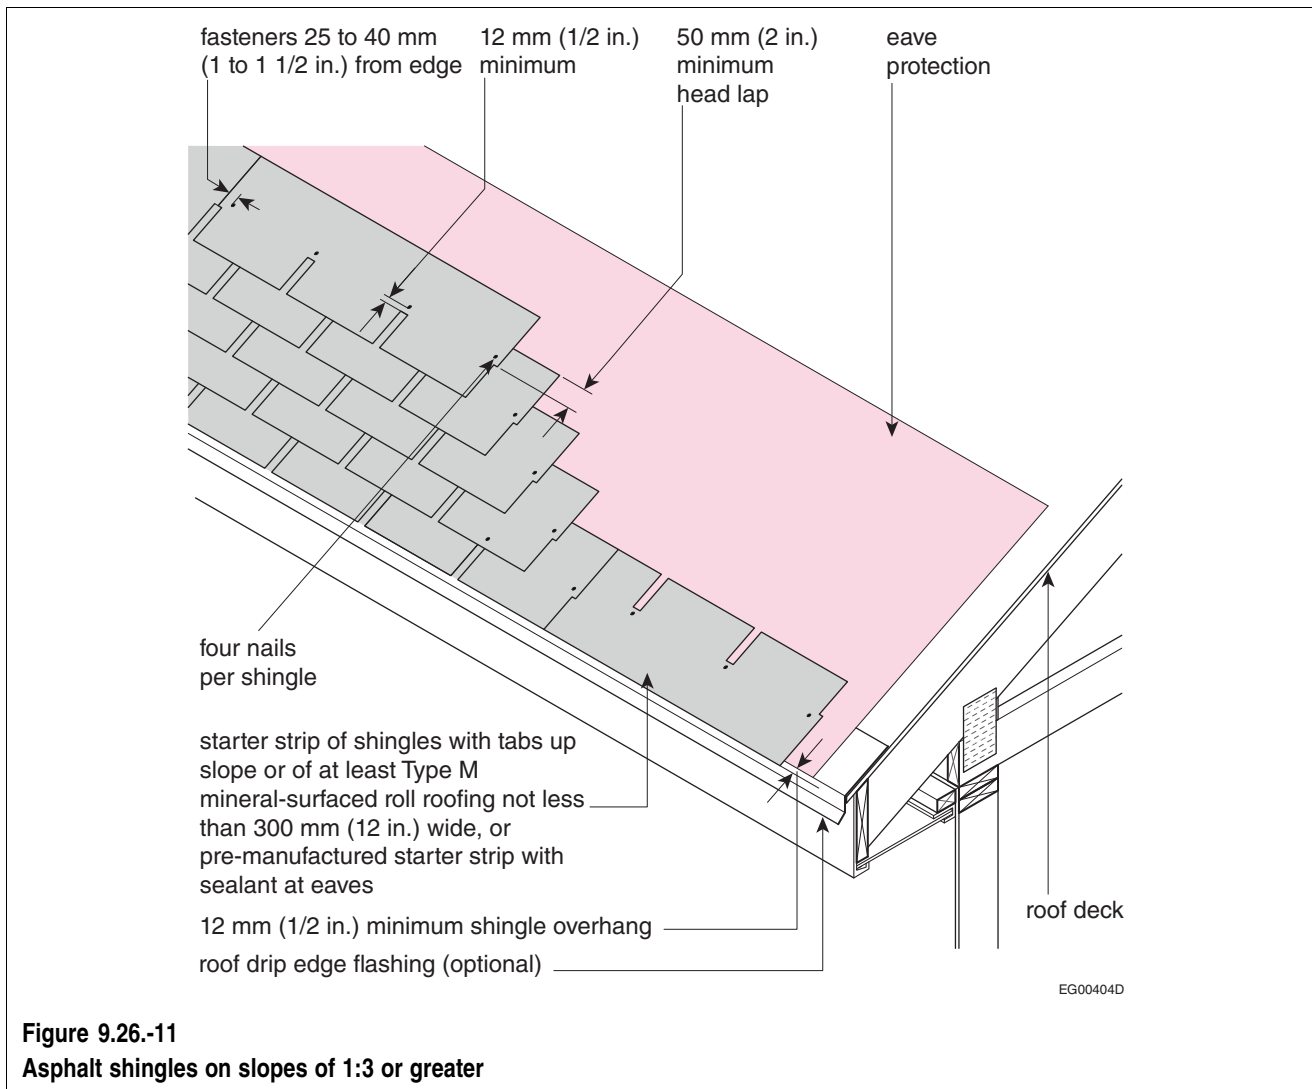 fasteners 25 to 40 mm
(1 to 1 1/2 in.) from edge
12 mm (1/2 in.)
minimum
50 mm (2 in.)
minimum
head lap
eave
protection
four nails
per shingle
starter strip of shingles with tabs up
slope or of at least Type M
mineral-surfaced roll roofing not less
than 300 mm (12 in.) wide, or
pre-manufactured starter strip with
sealant at eaves
12 mm (1/2 in.) minimum shingle overhang
roof drip edge flashing (optional)
roof deck
EG00404D
Figure 9.26.-11
Asphalt shingles on slopes of 1:3 or greater